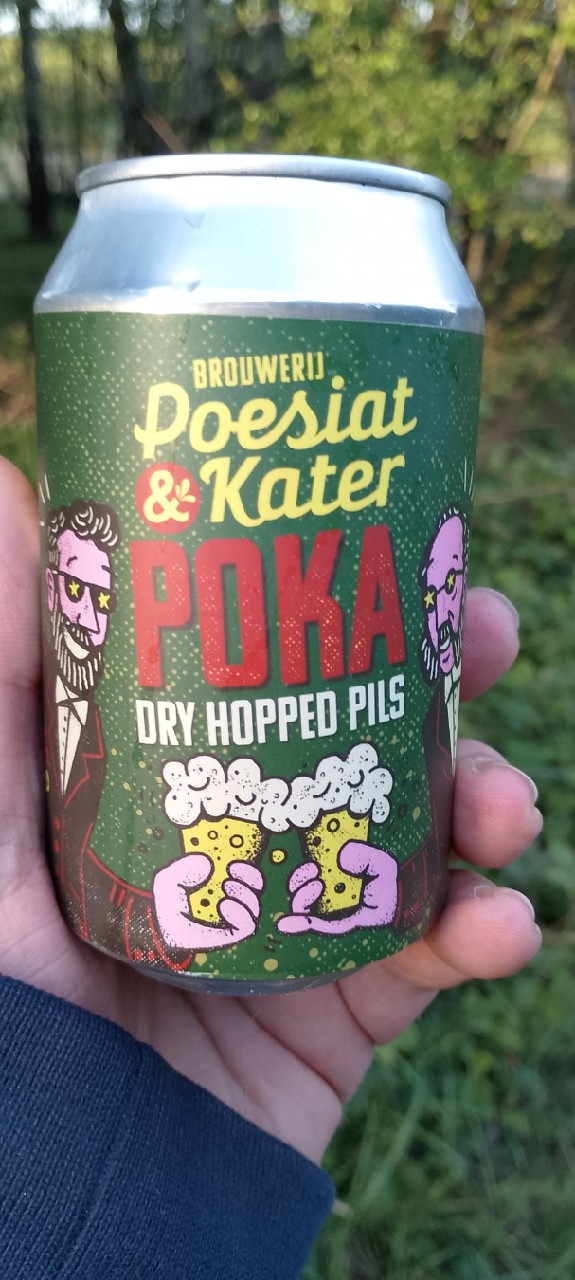 BROUWERIJ
Poesiat
& Kater
POKA
DRY HOPPED PILS